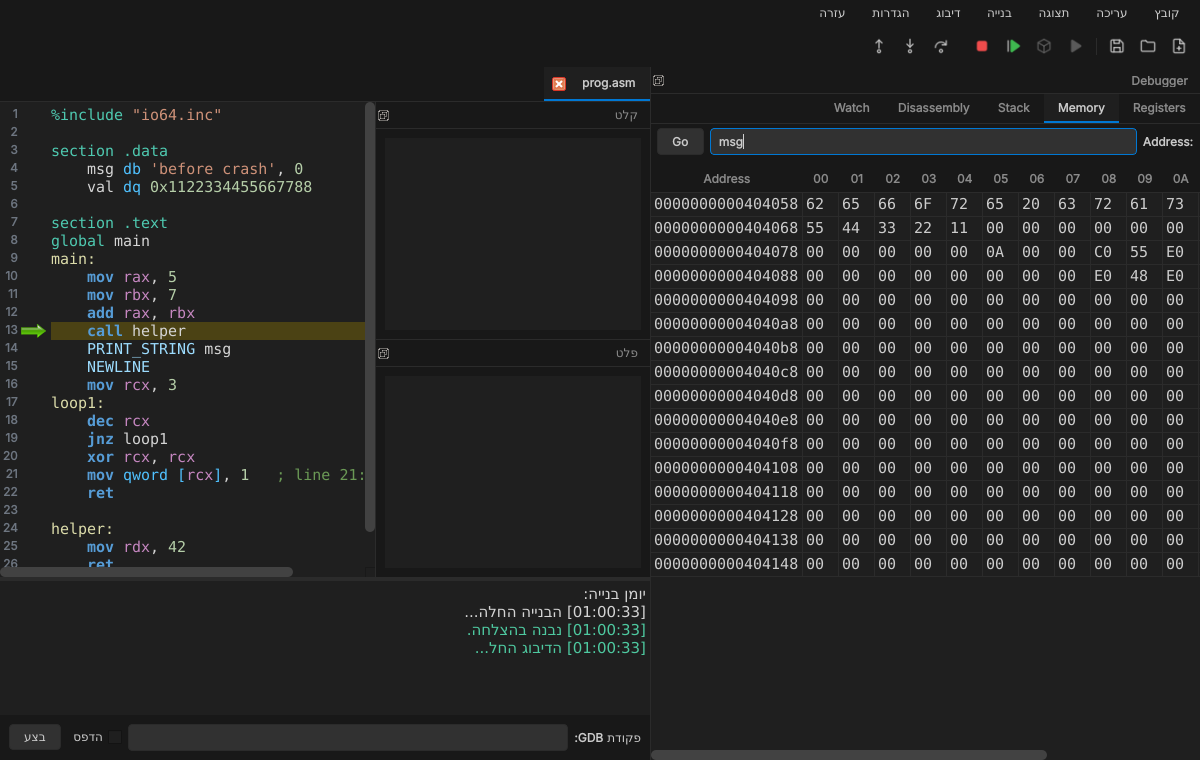 קובץ עריכה תצוגה בנייה דיבוג הגדרות עזרה
prog.asm
1 %include "io64.inc"
2
3 section .data
4 msg db 'before crash', 0
5 val dq 0x1122334455667788
6
7 section .text
8 global main
9 main:
10 mov rax, 5
11 mov rbx, 7
12 add rax, rbx
13 call helper
14 PRINT_STRING msg
15 NEWLINE
16 mov rcx, 3
17 loop1:
18 dec rcx
19 jnz loop1
20 xor rcx, rcx
21 mov qword [rcx], 1 ; line 21:
22 ret
23
24 helper:
25 mov rdx, 42
26 ret
קלט
פלט
Debugger
Watch Disassembly Stack Memory Registers
Go msg Address:
Address 00 01 02 03 04 05 06 07 08 09 0A
0000000000404058 62 65 66 6F 72 65 20 63 72 61 73
0000000000404068 55 44 33 22 11 00 00 00 00 00 00
0000000000404078 00 00 00 00 00 0A 00 00 C0 55 E0
0000000000404088 00 00 00 00 00 00 00 00 E0 48 E0
0000000000404098 00 00 00 00 00 00 00 00 00 00 00
00000000004040a8 00 00 00 00 00 00 00 00 00 00 00
00000000004040b8 00 00 00 00 00 00 00 00 00 00 00
00000000004040c8 00 00 00 00 00 00 00 00 00 00 00
00000000004040d8 00 00 00 00 00 00 00 00 00 00 00
00000000004040e8 00 00 00 00 00 00 00 00 00 00 00
00000000004040f8 00 00 00 00 00 00 00 00 00 00 00
0000000000404108 00 00 00 00 00 00 00 00 00 00 00
0000000000404118 00 00 00 00 00 00 00 00 00 00 00
0000000000404128 00 00 00 00 00 00 00 00 00 00 00
0000000000404138 00 00 00 00 00 00 00 00 00 00 00
0000000000404148 00 00 00 00 00 00 00 00 00 00 00
יומן בנייה:
[01:00:33] הבנייה החלה...
[01:00:33] נבנה בהצלחה.
[01:00:33] הדיבוג החל...
פקודת GDB: הדפס בצע